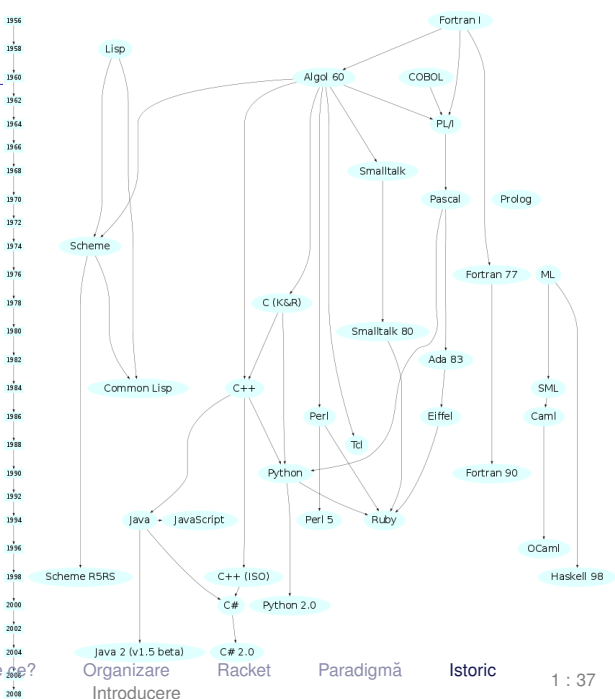 1956
Fortran I
1958
Lisp
1960
Algol 60
COBOL
1962
1964
PL/I
1966
1968
Smalltalk
1970
Pascal
Prolog
1972
1974
Scheme
1976
Fortran 77
ML
1978
C (K&R)
1980
Smalltalk 80
1982
Ada 83
1984
Common Lisp
C++
SML
1986
Perl
Eiffel
Caml
1988
Tcl
1990
Python
Fortran 90
1992
1994
Java
JavaScript
Perl 5
Ruby
1996
OCaml
1998
Scheme R5RS
C++ (ISO)
Haskell 98
2000
C#
Python 2.0
2002
2004
Java 2 (v1.5 beta)
C# 2.0
ce?
Organizare
Racket
Paradigmă
Istoric
1 : 37
Introducere
2008